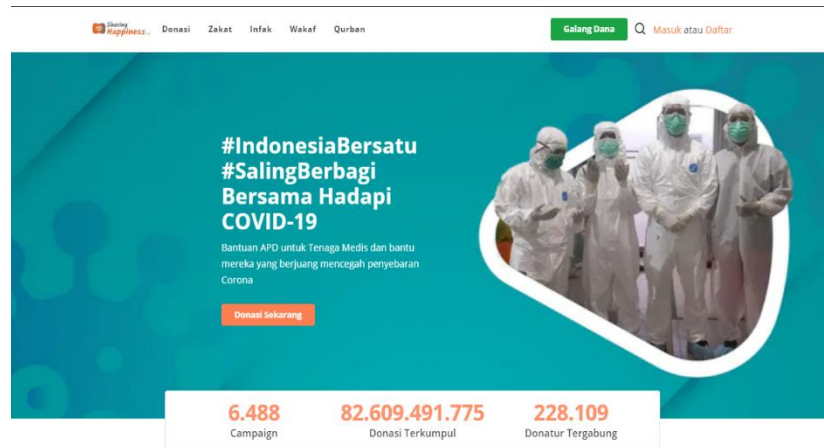 Sharing
Happiness..
Donasi Zakat Infak Wakaf Qurban
Galang Dana
Masuk atau Daftar
#IndonesiaBersatu
#SalingBerbagi
Bersama Hadapi
COVID-19
Bantuan APD untuk Tenaga Medis dan bantu
mereka yang berjuang mencegah penyebaran
Corona
Donasi Sekarang
6.488 82.609.491.775 228.109
Campaign Donasi Terkumpul Donatur Tergabung